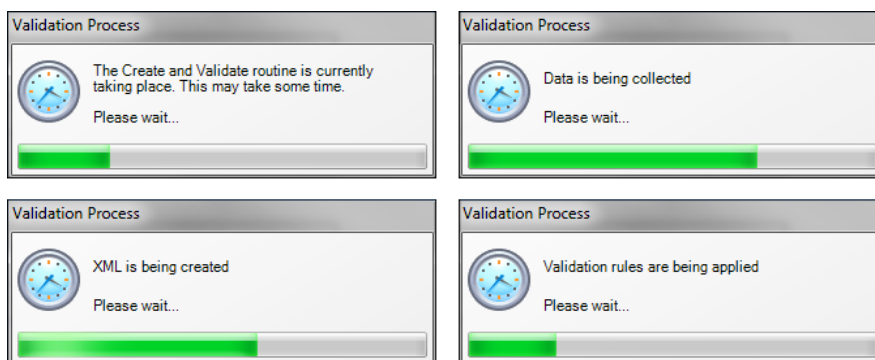 Validation Process
The Create and Validate routine is currently
taking place. This may take some time.
Please wait...
Validation Process
Data is being collected
Please wait...
Validation Process
XML is being created
Please wait...
Validation Process
Validation rules are being applied
Please wait...